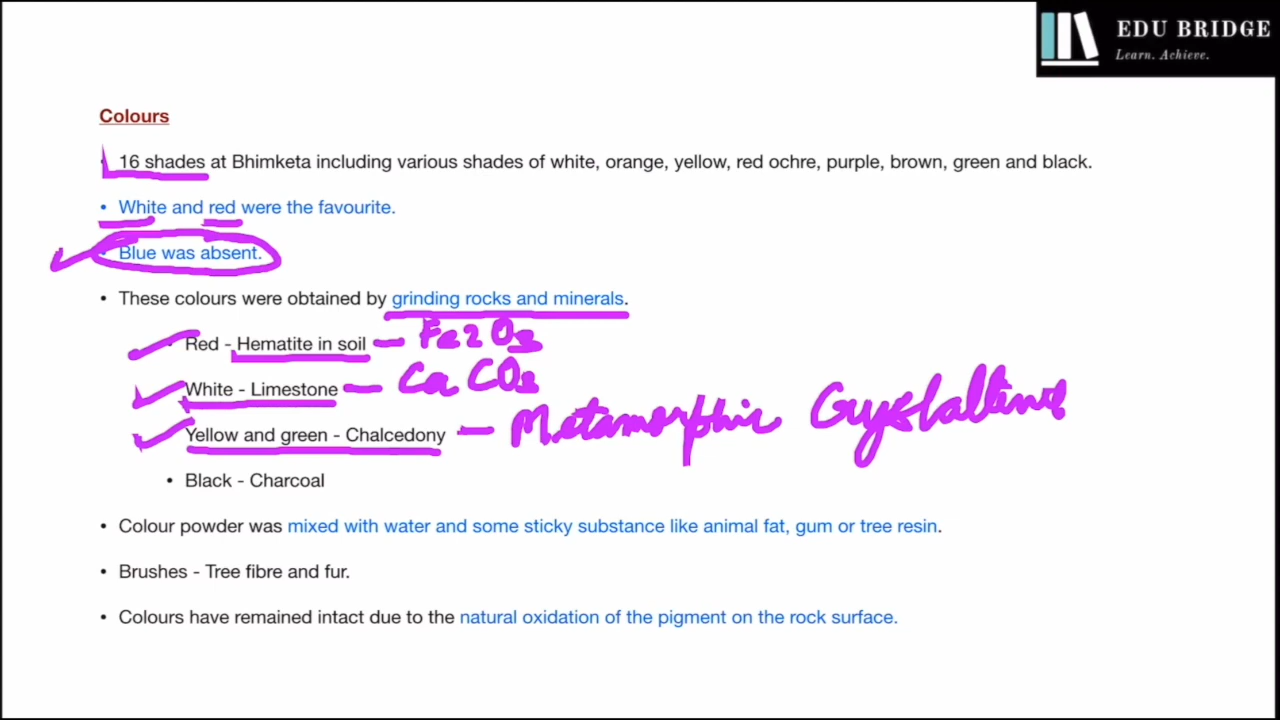 EDU BRIDGE
Learn. Achieve.
Colours
• 16 shades at Bhimketa including various shades of white, orange, yellow, red ochre, purple, brown, green and black.
• White and red were the favourite.
• Blue was absent.
• These colours were obtained by grinding rocks and minerals.
• Red - Hematite in soil — Fe2O3
• White - Limestone — CaCO3
• Yellow and green - Chalcedony — Metamorphic Crystalline
• Black - Charcoal
• Colour powder was mixed with water and some sticky substance like animal fat, gum or tree resin.
• Brushes - Tree fibre and fur.
• Colours have remained intact due to the natural oxidation of the pigment on the rock surface.